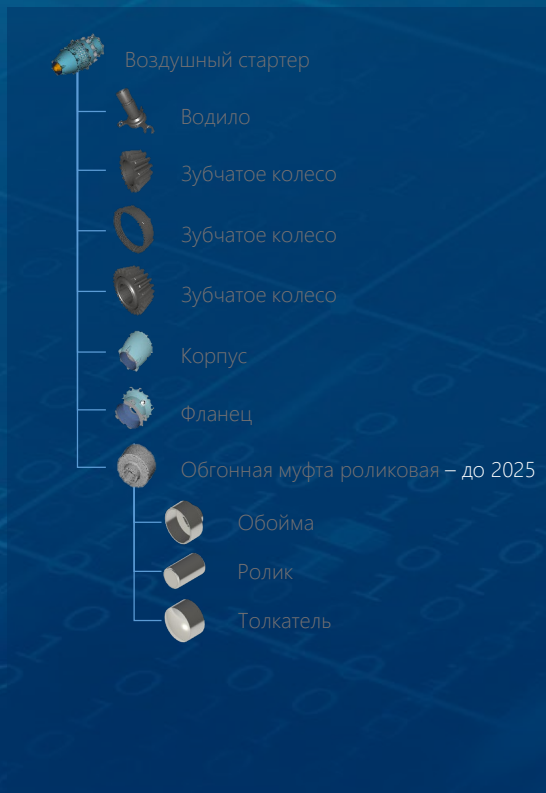 Воздушный стартер
Водило
Зубчатое колесо
Зубчатое колесо
Зубчатое колесо
Корпус
Фланец
Обгонная муфта роликовая – до 2025
Обойма
Ролик
Толкатель